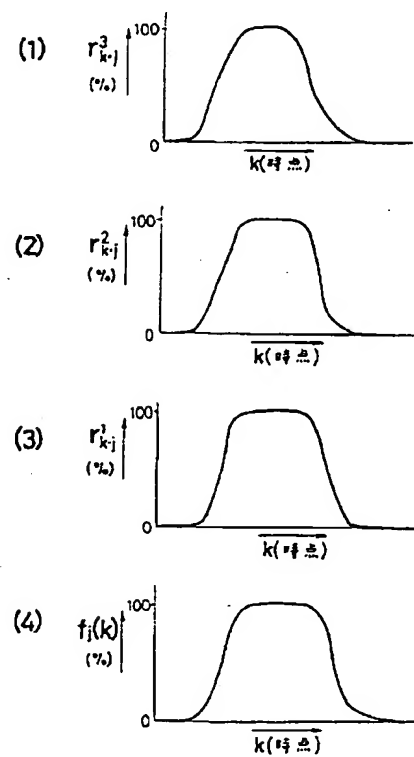 (1) r³ₖ.ⱼ (%) 100 0
k(時点)
(2) r²ₖ.ⱼ (%) 100 0
k(時点)
(3) r¹ₖ.ⱼ (%) 100 0
k(時点)
(4) fⱼ(k) (%) 100 0
k(時点)